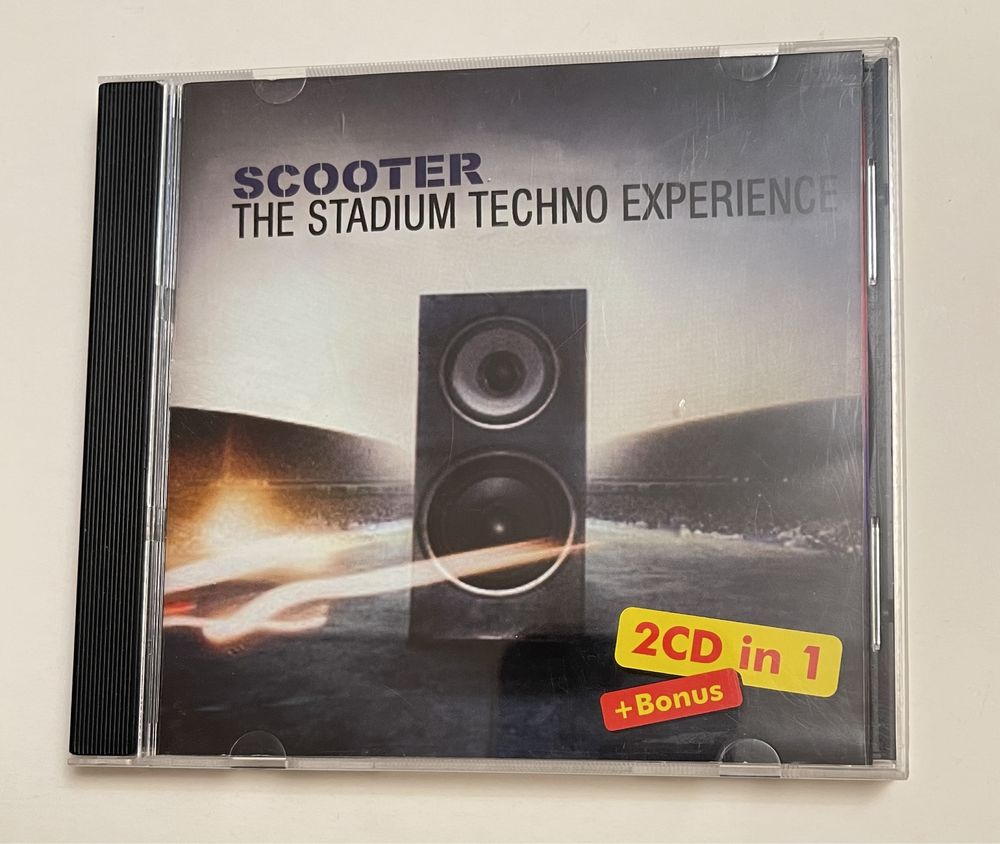 SCOOTER
THE STADIUM TECHNO EXPERIENCE
2CD in 1
+Bonus